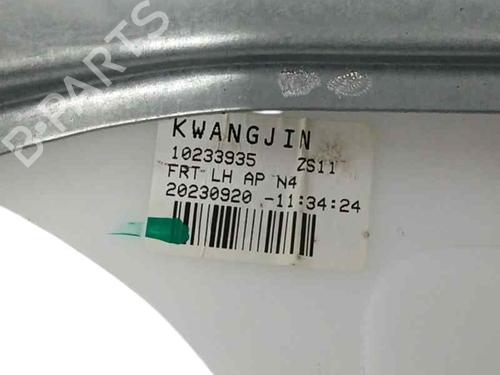 D-PARTS
KWANGJIN
10233935 ZS11
FRT LH AP N4
20230920 -11:34:24